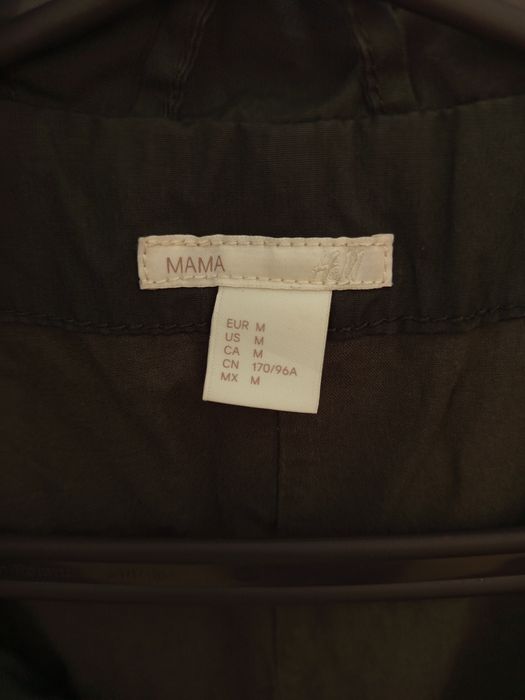 MAMA H&M
EUR M
US M
CA M
CN 170/96A
MX M